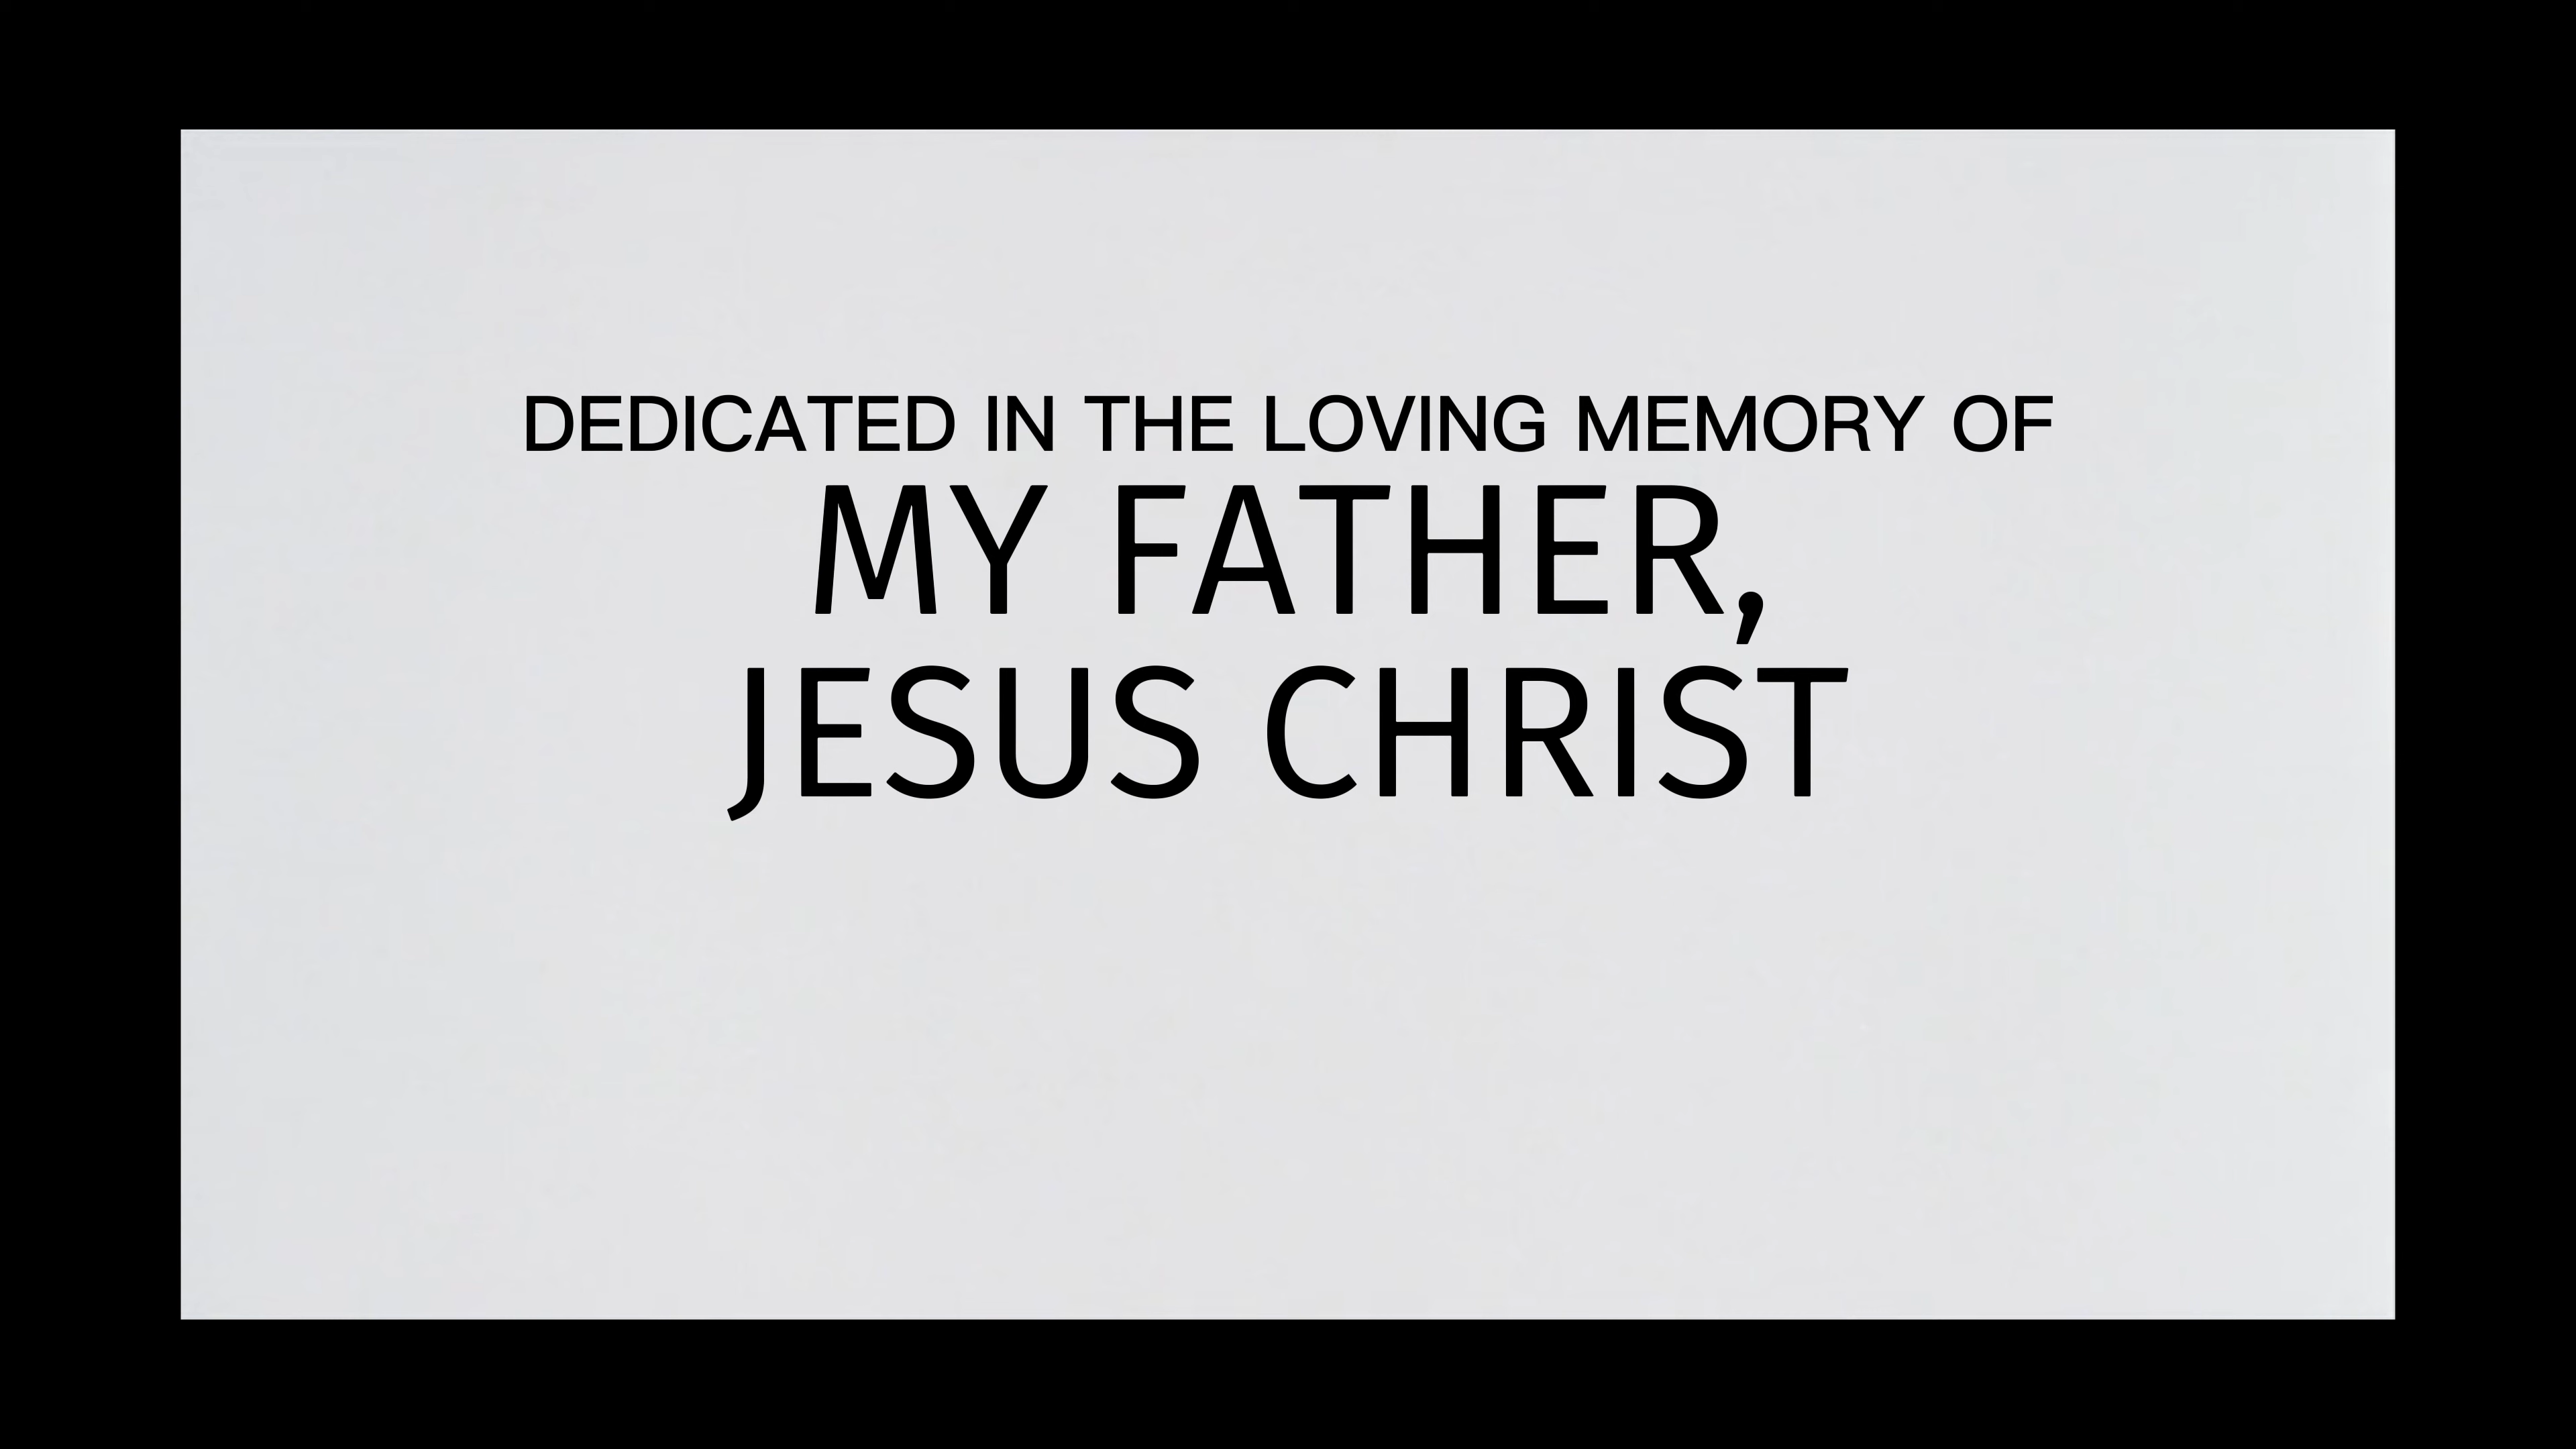 DEDICATED IN THE LOVING MEMORY OF
MY FATHER,
JESUS CHRIST